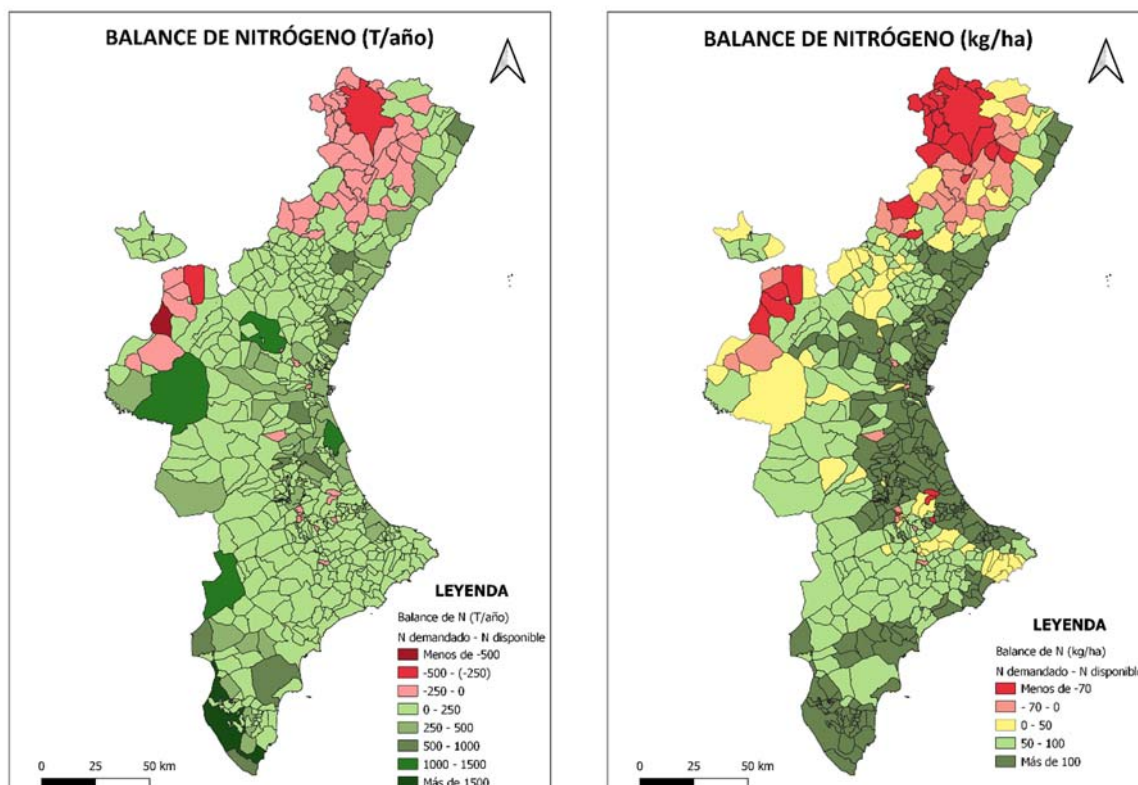 BALANCE DE NITRÓGENO (T/año)
LEYENDA
Balance de N (T/año)
N demandado - N disponible
Menos de -500
-500 - (-250)
-250 - 0
0 - 250
250 - 500
500 - 1000
1000 - 1500
Más de 1500
0 25 50 km
BALANCE DE NITRÓGENO (kg/ha)
LEYENDA
Balance de N (kg/ha)
N demandado - N disponible
Menos de -70
- 70 - 0
0 - 50
50 - 100
Más de 100
0 25 50 km